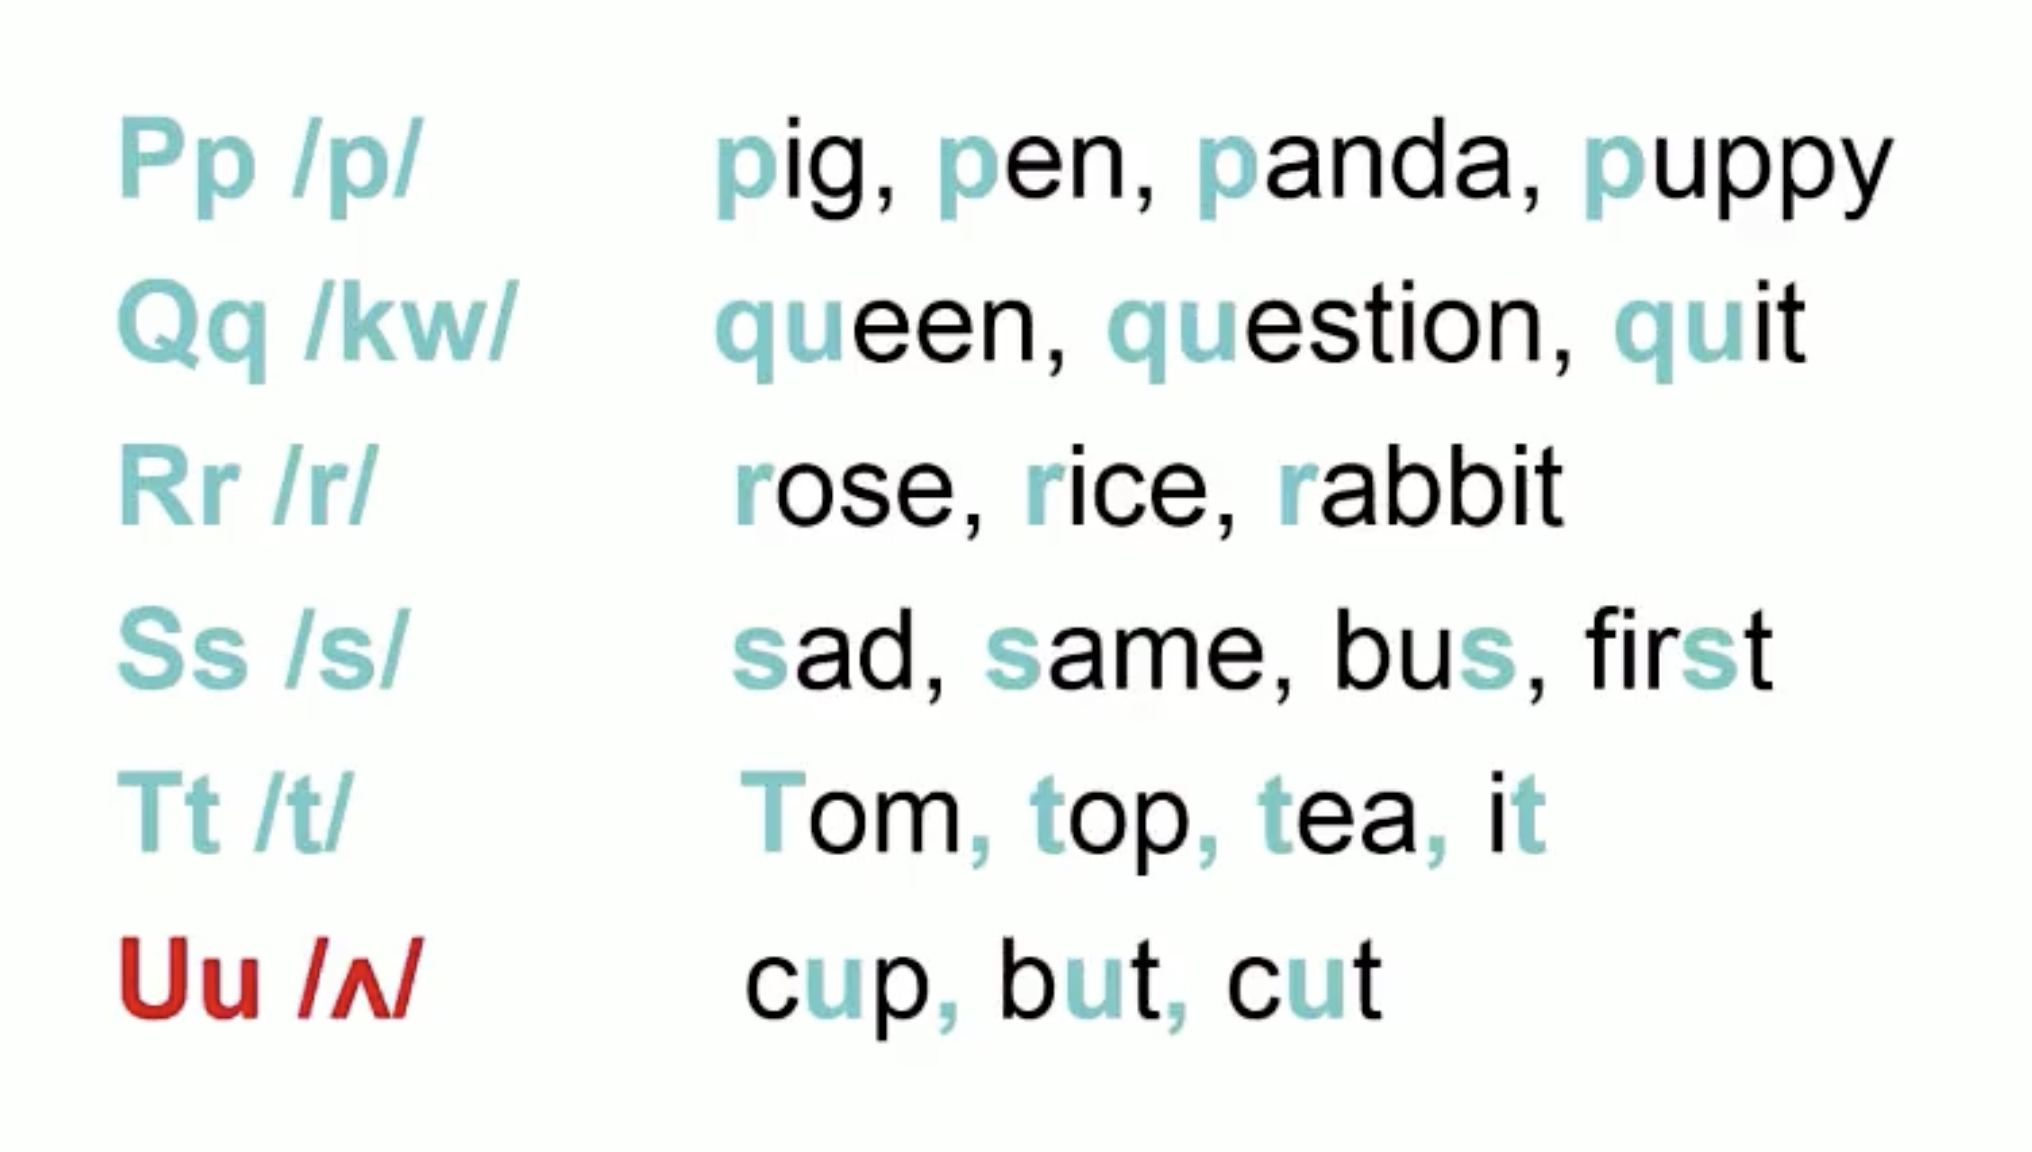 Pp /p/ pig, pen, panda, puppy
Qq /kw/ queen, question, quit
Rr /r/ rose, rice, rabbit
Ss /s/ sad, same, bus, first
Tt /t/ Tom, top, tea, it
Uu /ʌ/ cup, but, cut